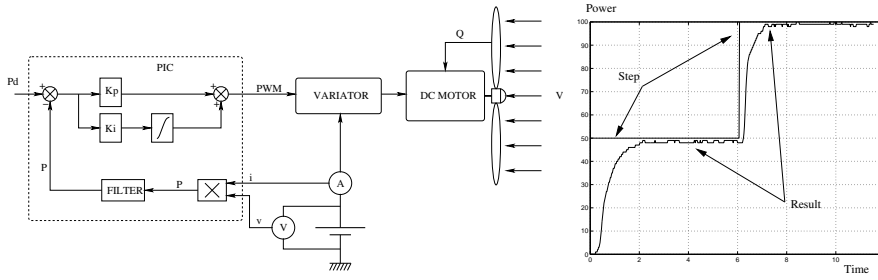 PIC
Pd
+
−
Kp
Ki
+
+
PWM
VARIATOR
DC MOTOR
Q
V
P
FILTER
P
i
v
A
V
Power
100
90
80
70
60
50
40
30
20
10
0
0
2
4
6
8
10
Time
Step
Result